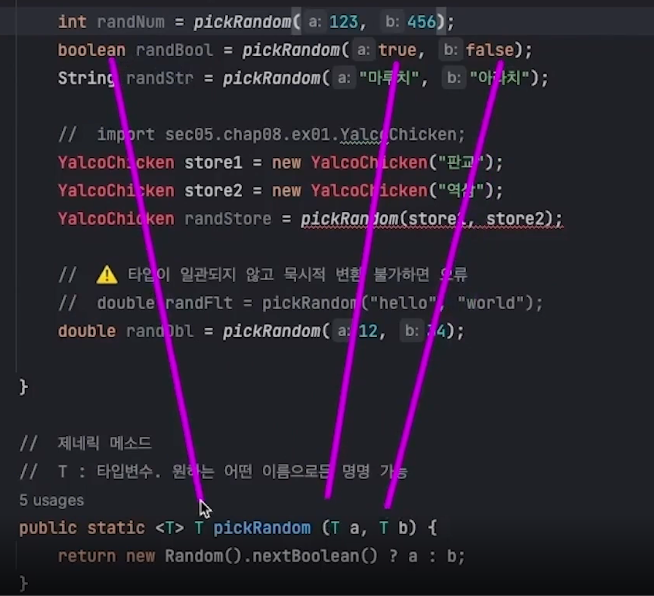 int randNum = pickRandom( a: 123, b: 456);
boolean randBool = pickRandom( a: true, b: false);
String randStr = pickRandom( a: "마루치", b: "아라치");
// import sec05.chap08.ex01.YalcoChicken;
YalcoChicken store1 = new YalcoChicken("판교");
YalcoChicken store2 = new YalcoChicken("역삼");
YalcoChicken randStore = pickRandom(store1, store2);
// ⚠️ 타입이 일관되지 않고 묵시적 변환 불가하면 오류
// double randFlt = pickRandom("hello", "world");
double randDbl = pickRandom( a: 12, b: 34);
}
// 제네릭 메소드
// T : 타입변수. 원하는 어떤 이름으로든 명명 가능
5 usages
public static <T> T pickRandom (T a, T b) {
return new Random().nextBoolean() ? a : b;
}